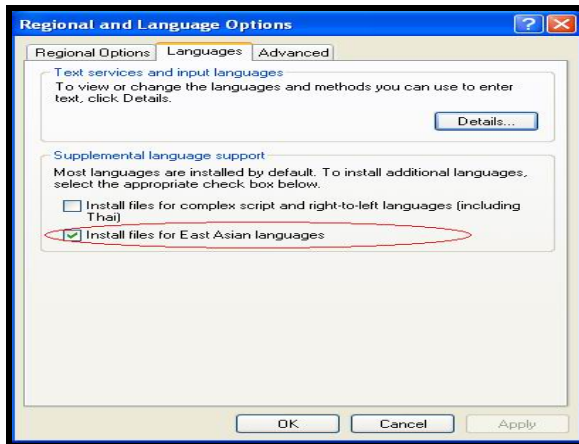 Regional and Language Options
Regional Options Languages Advanced
Text services and input languages
To view or change the languages and methods you can use to enter
text, click Details.
Details...
Supplemental language support
Most languages are installed by default. To install additional languages,
select the appropriate check box below.
Install files for complex script and right-to-left languages (including
Thai)
Install files for East Asian languages
OK Cancel Apply